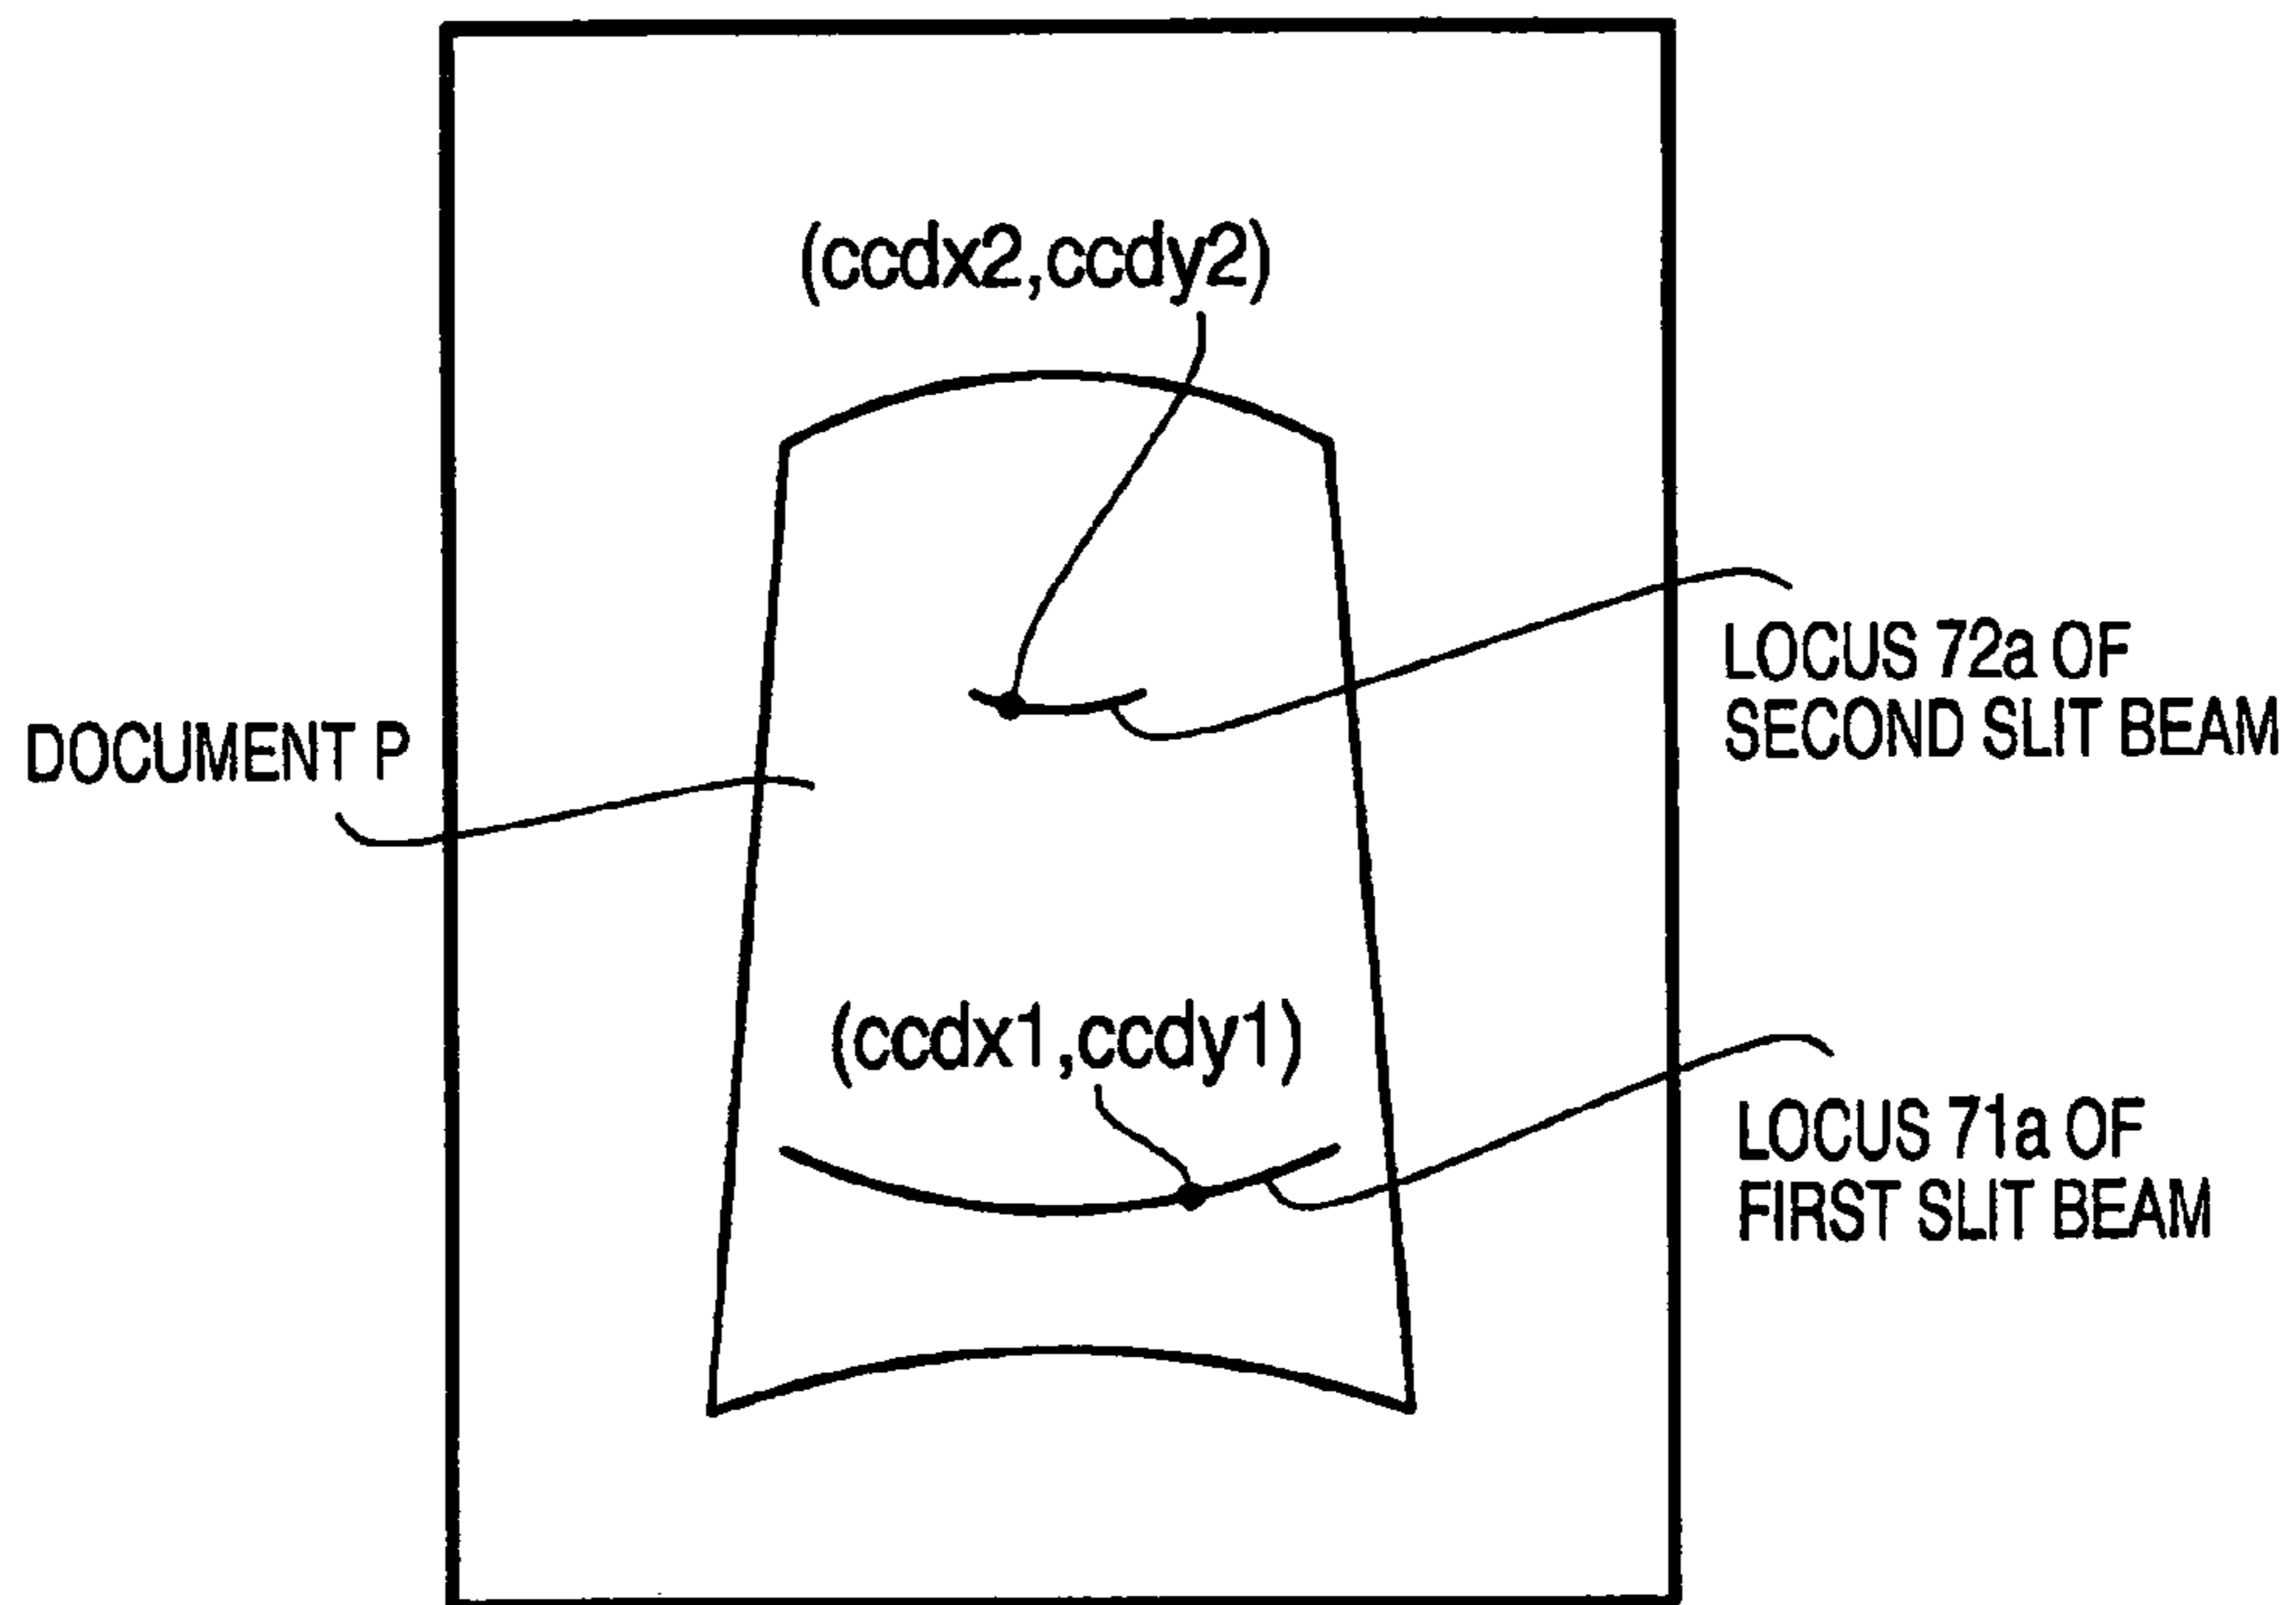 (ccdx2,ccdy2)
LOCUS 72a OF
SECOND SLIT BEAM
DOCUMENT P
(ccdx1,ccdy1)
LOCUS 71a OF
FIRST SLIT BEAM